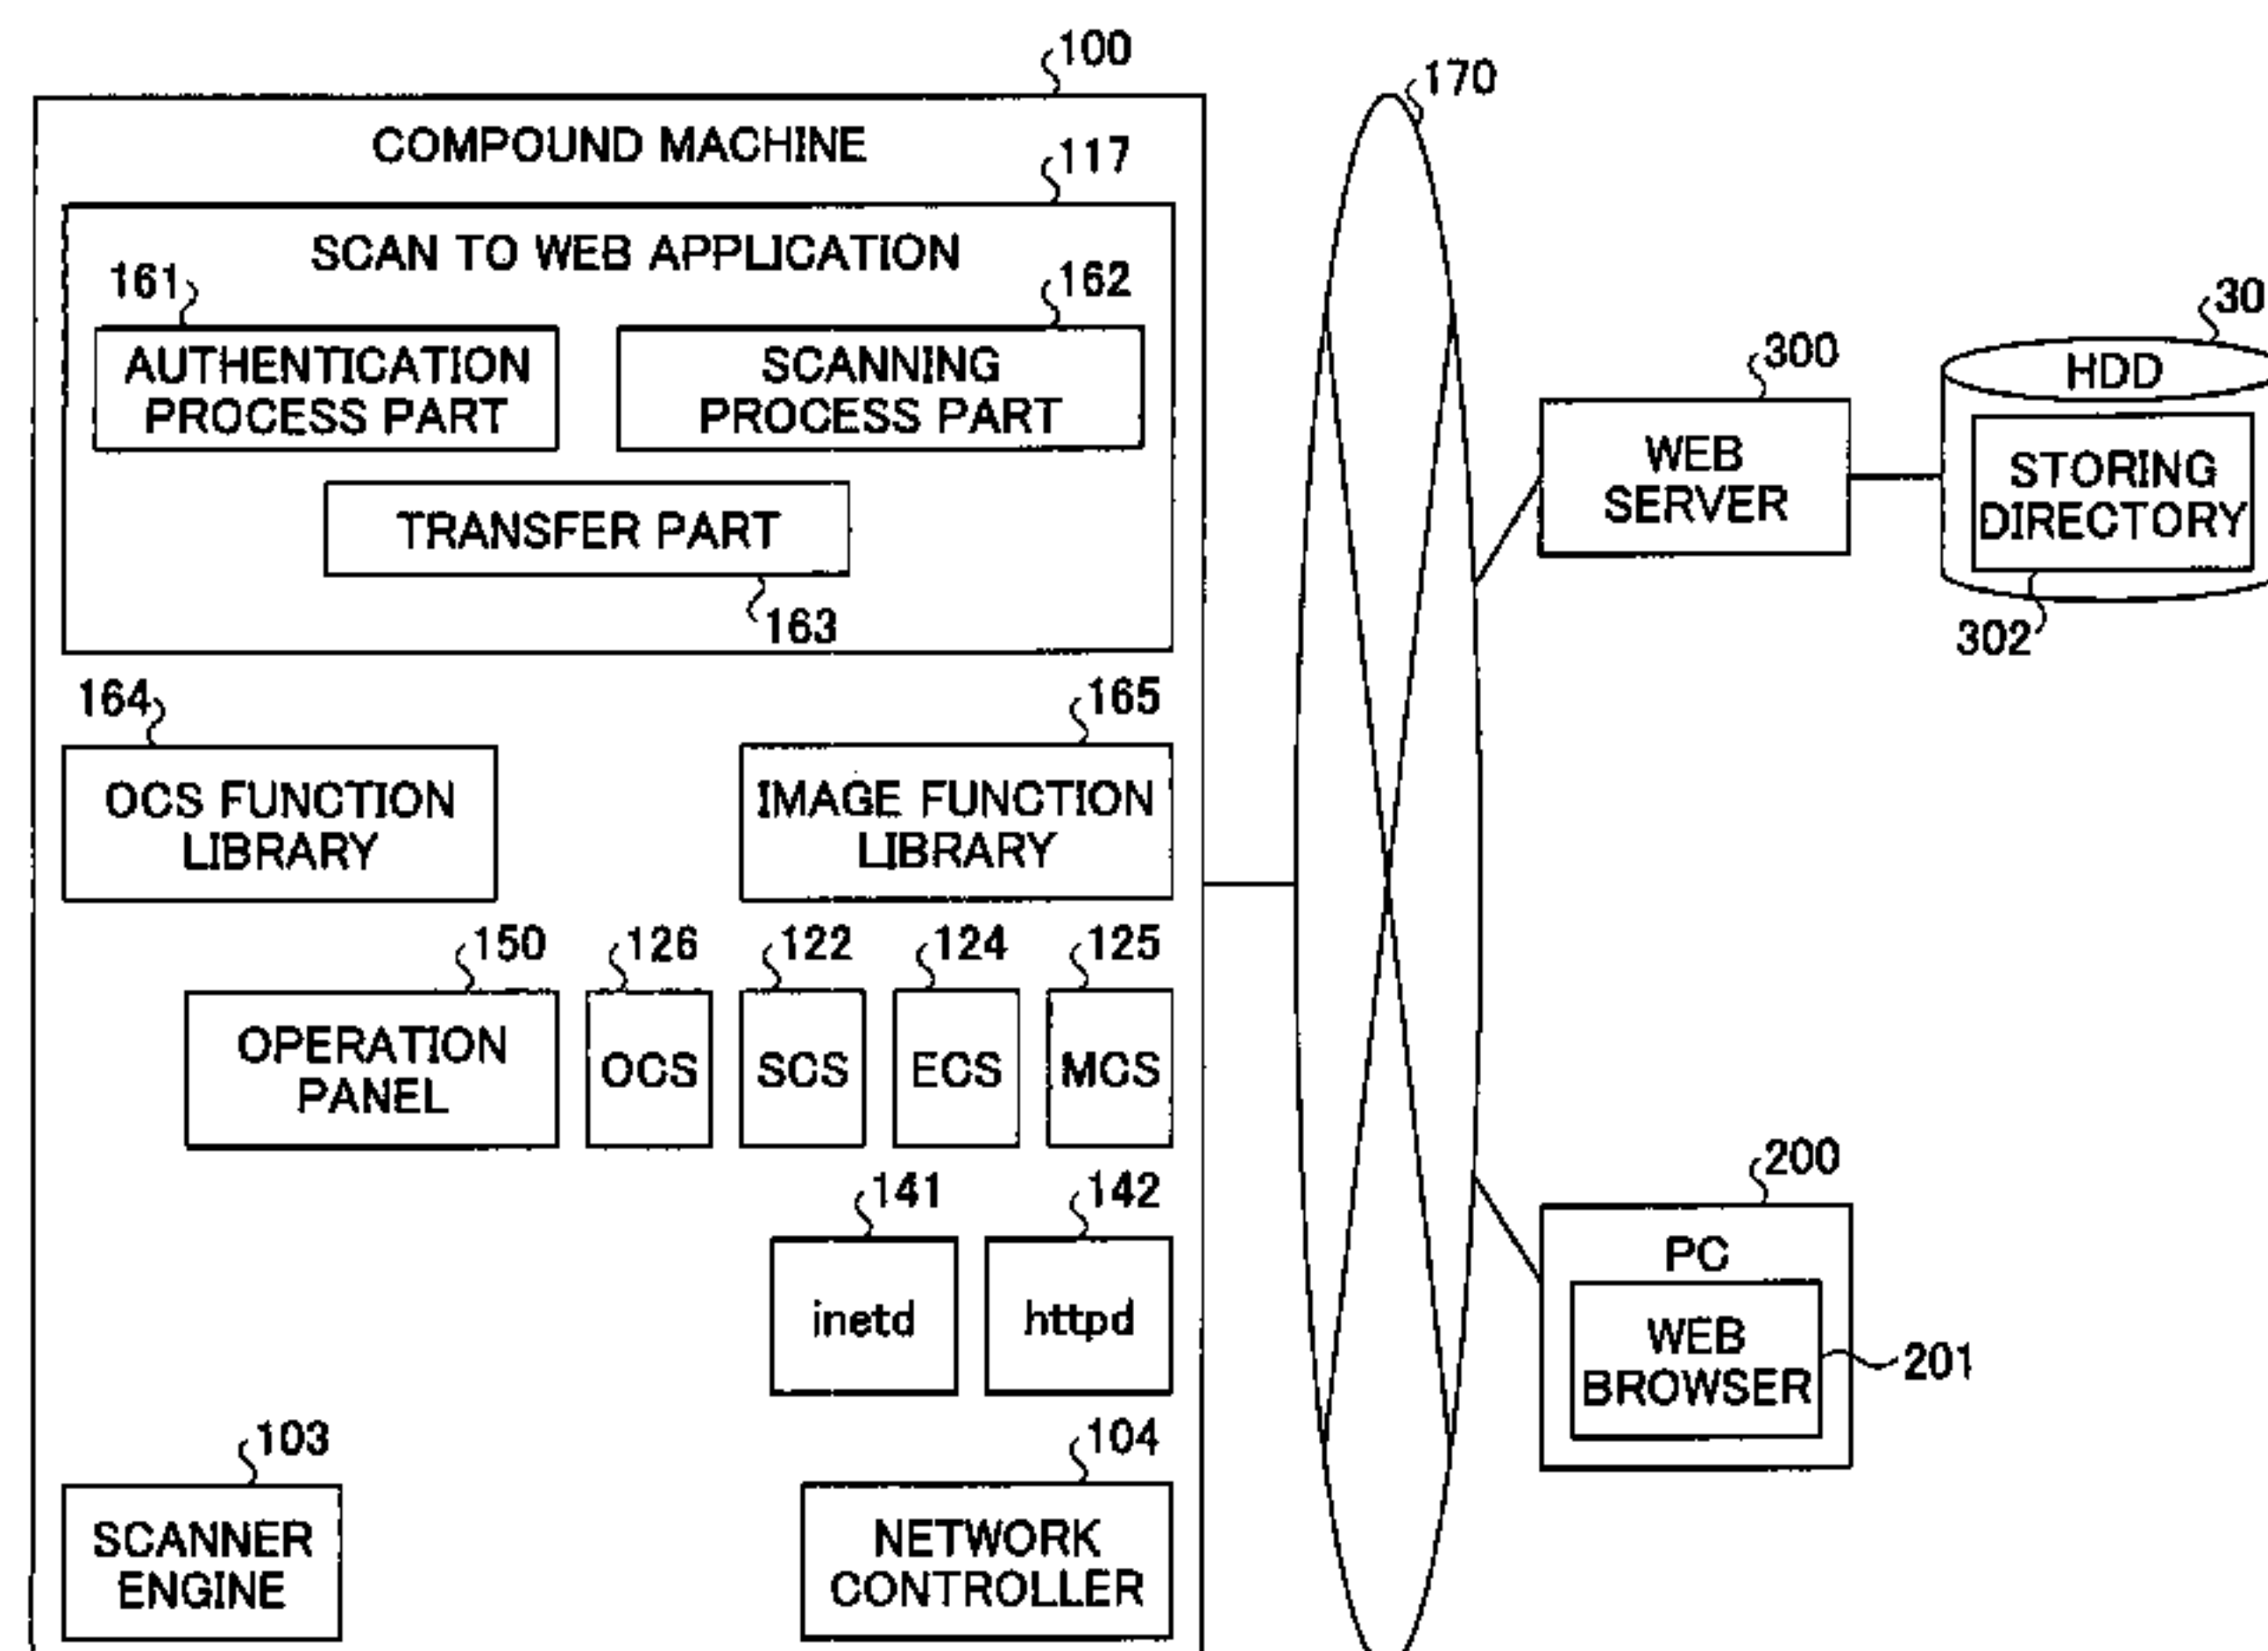 100
170
COMPOUND MACHINE
117
SCAN TO WEB APPLICATION
161
162
AUTHENTICATION
PROCESS PART
SCANNING
PROCESS PART
TRANSFER PART
163
164
165
OCS FUNCTION
LIBRARY
IMAGE FUNCTION
LIBRARY
150
126
122
124
125
OPERATION
PANEL
OCS
SCS
ECS
MCS
141
142
inetd
httpd
103
104
SCANNER
ENGINE
NETWORK
CONTROLLER
300
WEB
SERVER
30
HDD
STORING
DIRECTORY
302
200
PC
WEB
BROWSER
201